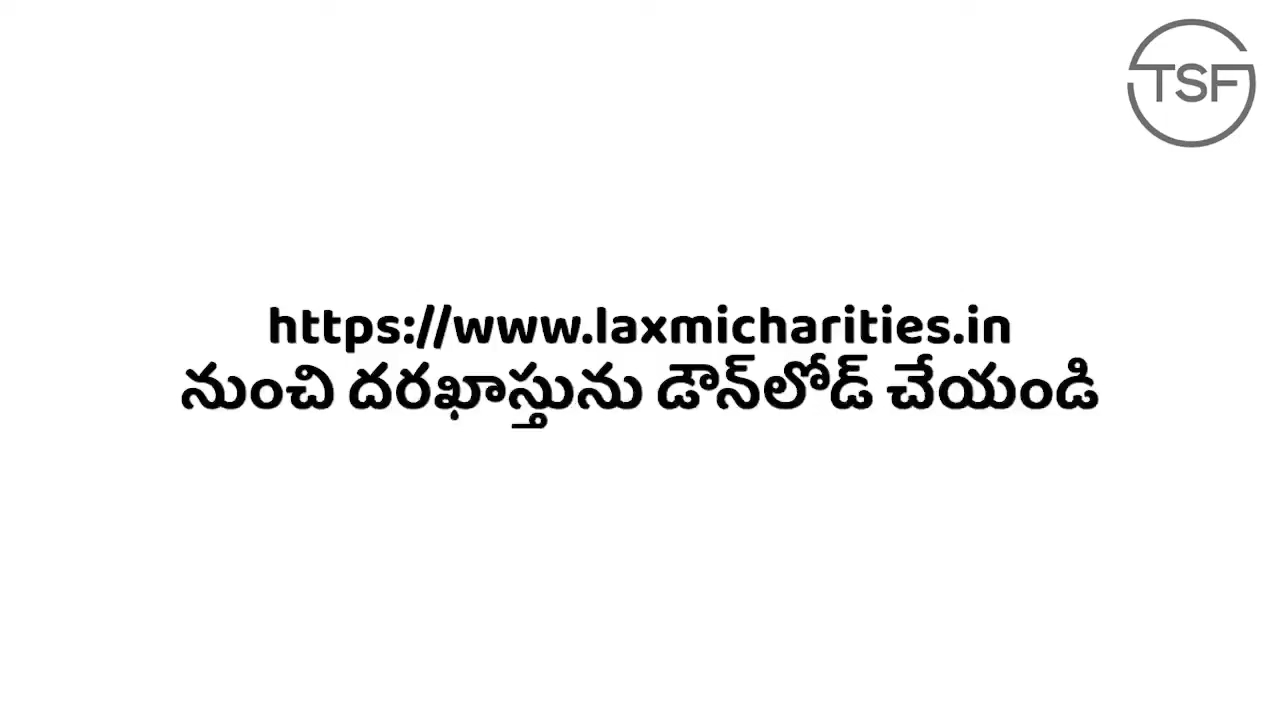 TSF
https://www.laxmicharities.in
నుంచి దరఖాస్తును డౌన్‌లోడ్ చేయండి